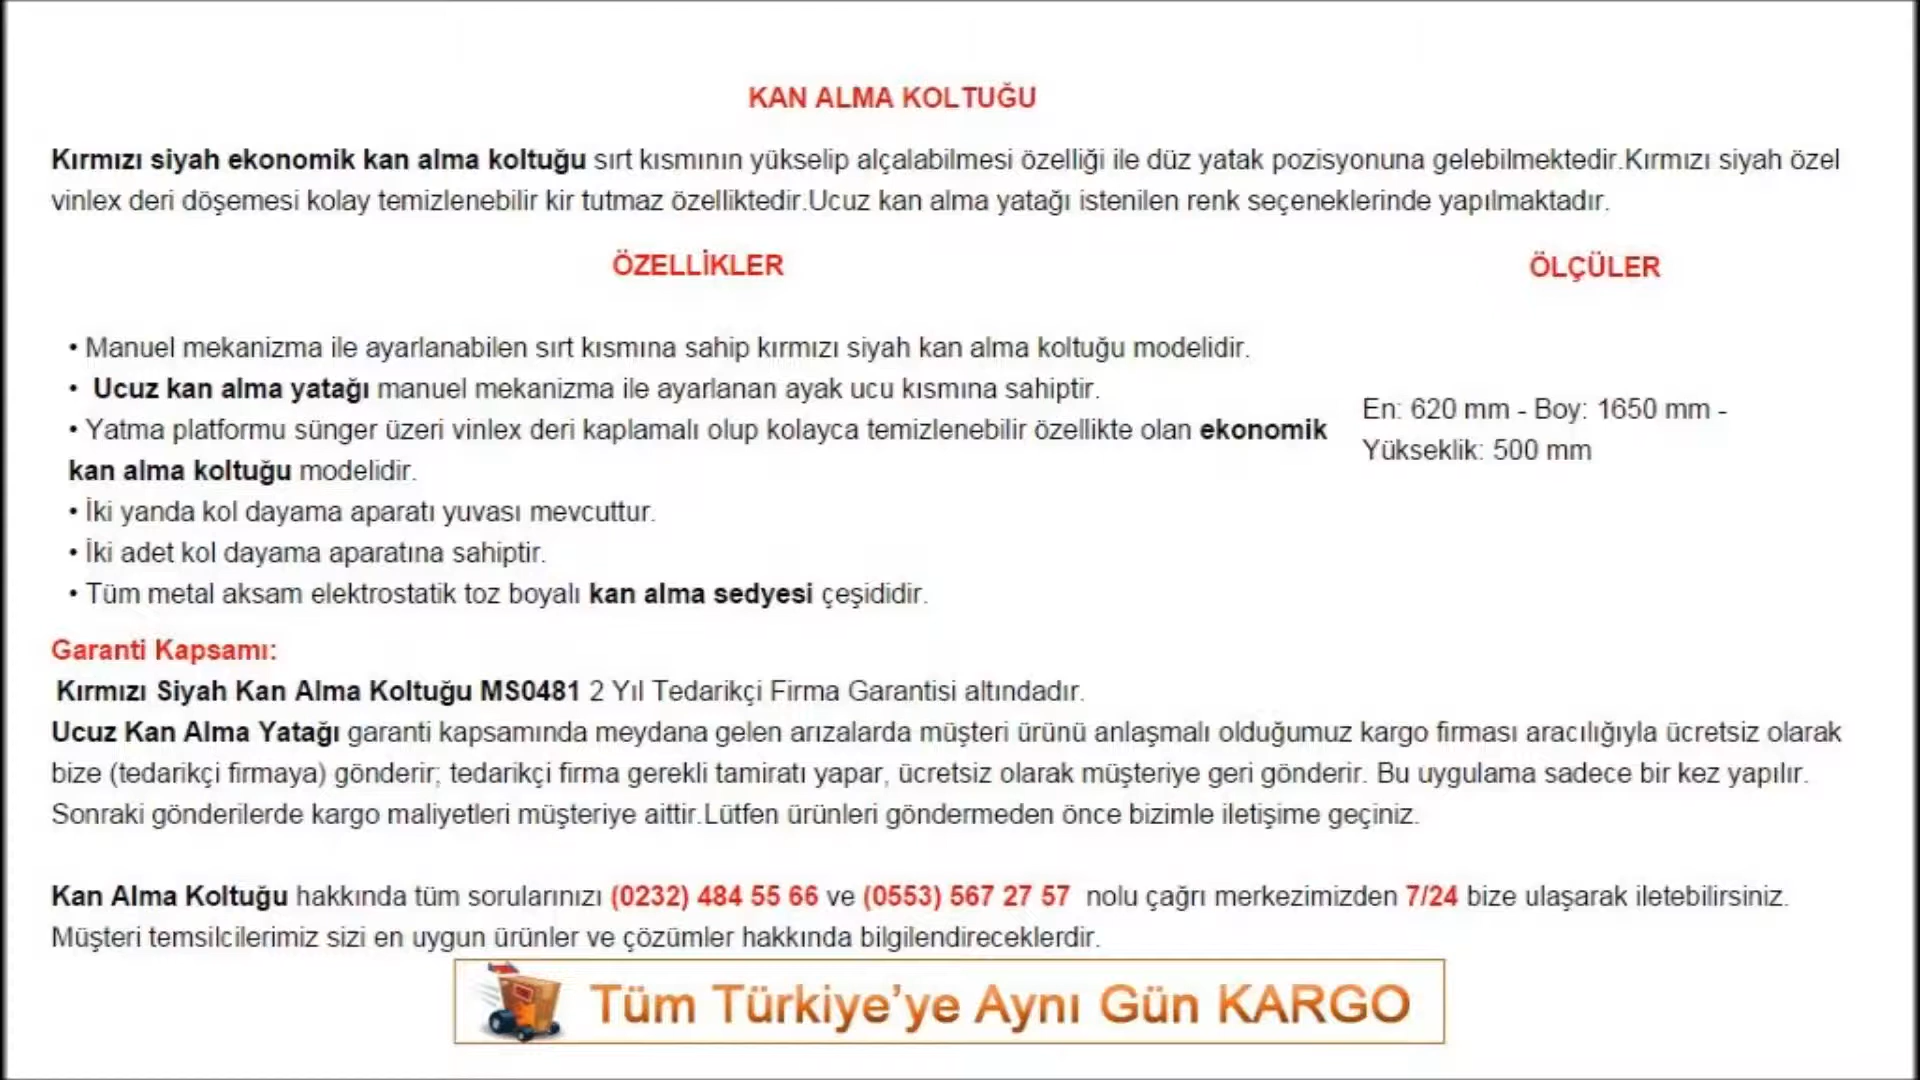 KAN ALMA KOLTUĞU
Kırmızı siyah ekonomik kan alma koltuğu sırt kısmının yükselip alçalabilmesi özelliği ile düz yatak pozisyonuna gelebilmektedir.Kırmızı siyah özel
vinlex deri döşemesi kolay temizlenebilir kir tutmaz özelliktedir.Ucuz kan alma yatağı istenilen renk seçeneklerinde yapılmaktadır.
ÖZELLİKLER
• Manuel mekanizma ile ayarlanabilen sırt kısmına sahip kırmızı siyah kan alma koltuğu modelidir.
• Ucuz kan alma yatağı manuel mekanizma ile ayarlanan ayak ucu kısmına sahiptir.
• Yatma platformu sünger üzeri vinlex deri kaplamalı olup kolayca temizlenebilir özellikte olan ekonomik
kan alma koltuğu modelidir.
• İki yanda kol dayama aparatı yuvası mevcuttur.
• İki adet kol dayama aparatına sahiptir.
• Tüm metal aksam elektrostatik toz boyalı kan alma sedyesi çeşididir.
ÖLÇÜLER
En: 620 mm - Boy: 1650 mm -
Yükseklik: 500 mm
Garanti Kapsamı:
Kırmızı Siyah Kan Alma Koltuğu MS0481 2 Yıl Tedarikçi Firma Garantisi altındadır.
Ucuz Kan Alma Yatağı garanti kapsamında meydana gelen arızalarda müşteri ürünü anlaşmalı olduğumuz kargo firması aracılığıyla ücretsiz olarak
bize (tedarikçi firmaya) gönderir; tedarikçi firma gerekli tamiratı yapar, ücretsiz olarak müşteriye geri gönderir. Bu uygulama sadece bir kez yapılır.
Sonraki gönderilerde kargo maliyetleri müşteriye aittir.Lütfen ürünleri göndermeden önce bizimle iletişime geçiniz.
Kan Alma Koltuğu hakkında tüm sorularınızı (0232) 484 55 66 ve (0553) 567 27 57 nolu çağrı merkezimizden 7/24 bize ulaşarak iletebilirsiniz.
Müşteri temsilcilerimiz sizi en uygun ürünler ve çözümler hakkında bilgilendireceklerdir.
Tüm Türkiye'ye Aynı Gün KARGO